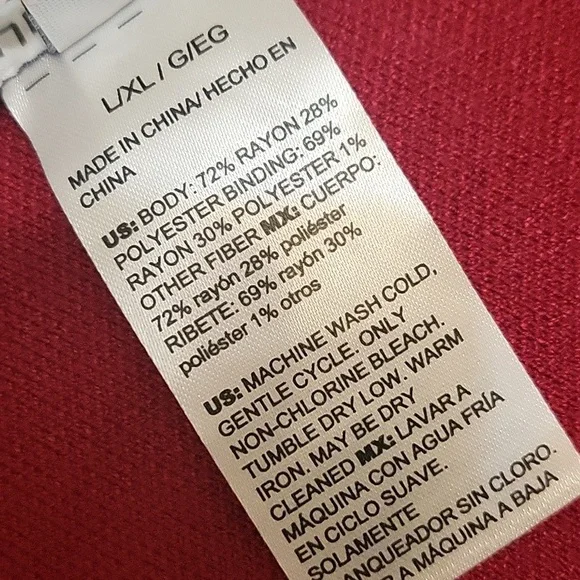 L/XL / G/EG
MADE IN CHINA/ HECHO EN
CHINA
US: BODY: 72% RAYON 28%
POLYESTER BINDING: 69%
RAYON 30% POLYESTER 1%
OTHER FIBER MX: CUERPO:
72% rayón 28% poliéster
RIBETE: 69% rayón 30%
poliéster 1% otros
US: MACHINE WASH COLD,
GENTLE CYCLE. ONLY
NON-CHLORINE BLEACH.
TUMBLE DRY LOW. WARM
IRON. MAY BE DRY
CLEANED MX: LAVAR A
MÁQUINA CON AGUA FRÍA
EN CICLO SUAVE.
SOLAMENTE
SIN CLORO.
A MÁQUINA A BAJA